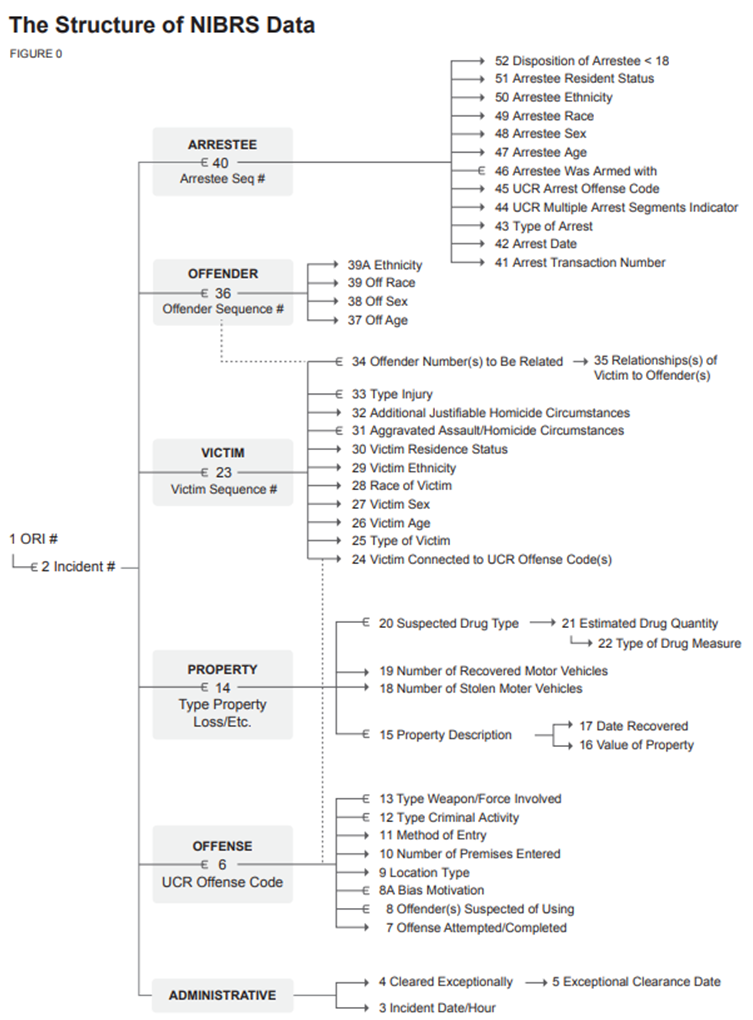 The Structure of NIBRS Data
FIGURE 0
52 Disposition of Arrestee < 18
51 Arrestee Resident Status
50 Arrestee Ethnicity
49 Arrestee Race
48 Arrestee Sex
47 Arrestee Age
46 Arrestee Was Armed with
45 UCR Arrest Offense Code
44 UCR Multiple Arrest Segments Indicator
43 Type of Arrest
42 Arrest Date
41 Arrest Transaction Number
ARRESTEE
40
Arrestee Seq #
OFFENDER
36
Offender Sequence #
39A Ethnicity
39 Off Race
38 Off Sex
37 Off Age
34 Offender Number(s) to Be Related
35 Relationships(s) of
Victim to Offender(s)
33 Type Injury
32 Additional Justifiable Homicide Circumstances
31 Aggravated Assault/Homicide Circumstances
30 Victim Residence Status
29 Victim Ethnicity
28 Race of Victim
27 Victim Sex
26 Victim Age
25 Type of Victim
24 Victim Connected to UCR Offense Code(s)
VICTIM
23
Victim Sequence #
1 ORI #
2 Incident #
20 Suspected Drug Type
21 Estimated Drug Quantity
22 Type of Drug Measure
19 Number of Recovered Motor Vehicles
18 Number of Stolen Moter Vehicles
15 Property Description
17 Date Recovered
16 Value of Property
PROPERTY
14
Type Property
Loss/Etc.
13 Type Weapon/Force Involved
12 Type Criminal Activity
11 Method of Entry
10 Number of Premises Entered
9 Location Type
8A Bias Motivation
8 Offender(s) Suspected of Using
7 Offense Attempted/Completed
OFFENSE
6
UCR Offense Code
ADMINISTRATIVE
4 Cleared Exceptionally
5 Exceptional Clearance Date
3 Incident Date/Hour